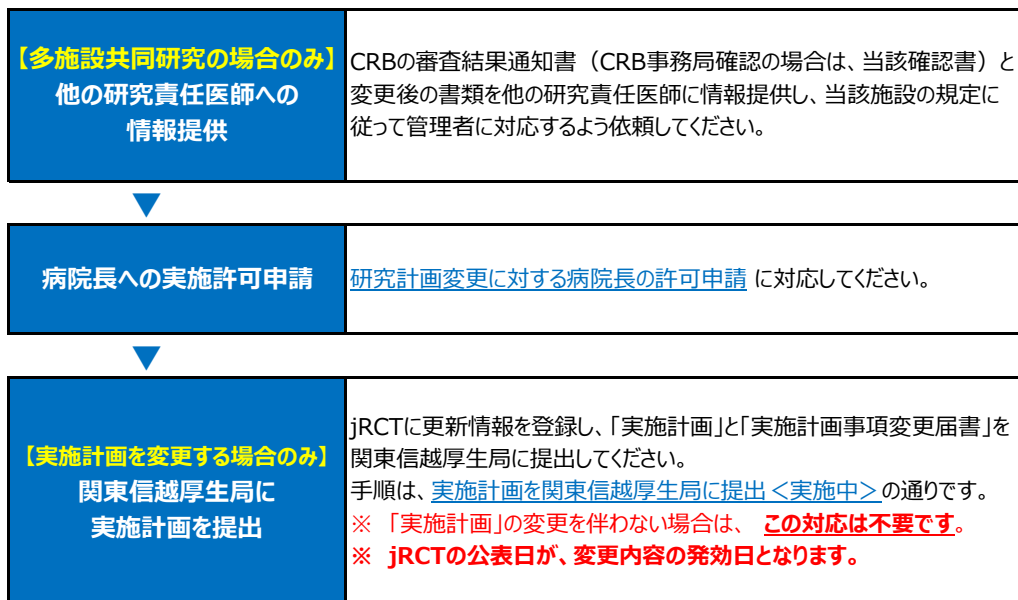 【多施設共同研究の場合のみ】
他の研究責任医師への
情報提供
CRBの審査結果通知書（CRB事務局確認の場合は、当該確認書）と
変更後の書類を他の研究責任医師に情報提供し、当該施設の規定に
従って管理者に対応するよう依頼してください。
病院長への実施許可申請
研究計画変更に対する病院長の許可申請 に対応してください。
【実施計画を変更する場合のみ】
関東信越厚生局に
実施計画を提出
jRCTに更新情報を登録し、「実施計画」と「実施計画事項変更届書」を
関東信越厚生局に提出してください。
手順は、実施計画を関東信越厚生局に提出＜実施中＞の通りです。
※ 「実施計画」の変更を伴わない場合は、 この対応は不要です。
※ jRCTの公表日が、変更内容の発効日となります。